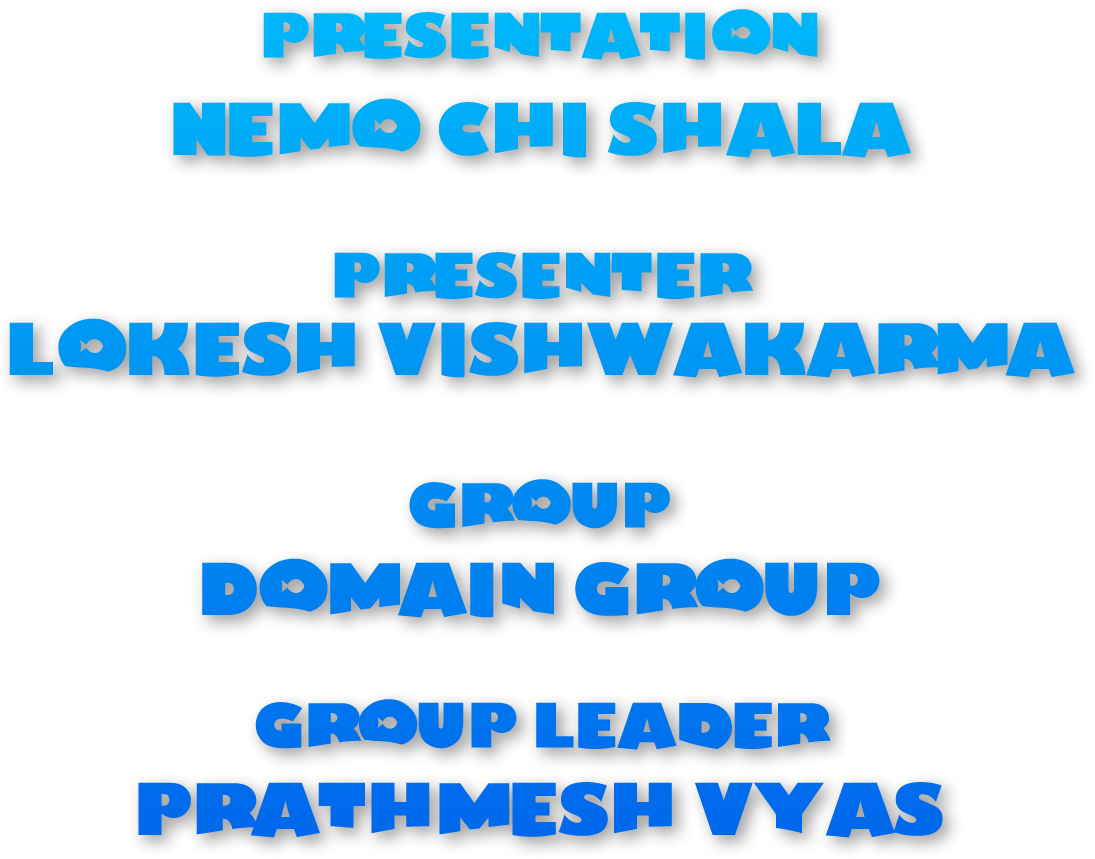 PRESENTATION
NEMO CHI SHALA
PRESENTER
LOKESH VISHWAKARMA
GROUP
DOMAIN GROUP
GROUP LEADER
PRATHMESH VYAS